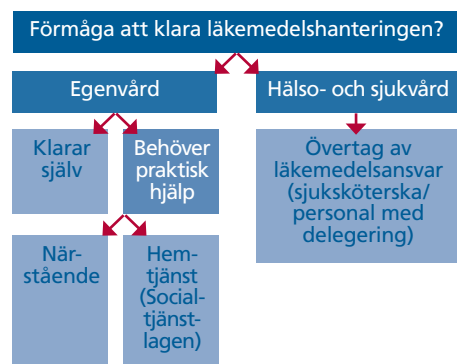 Förmåga att klara läkemedelshanteringen?
Egenvård
Hälso- och sjukvård
Klarar
själv
Behöver
praktisk
hjälp
Övertag av
läkemedelsansvar
(sjuksköterska/
personal med
delegering)
När-
stående
Hem-
tjänst
(Social-
tjänst-
lagen)